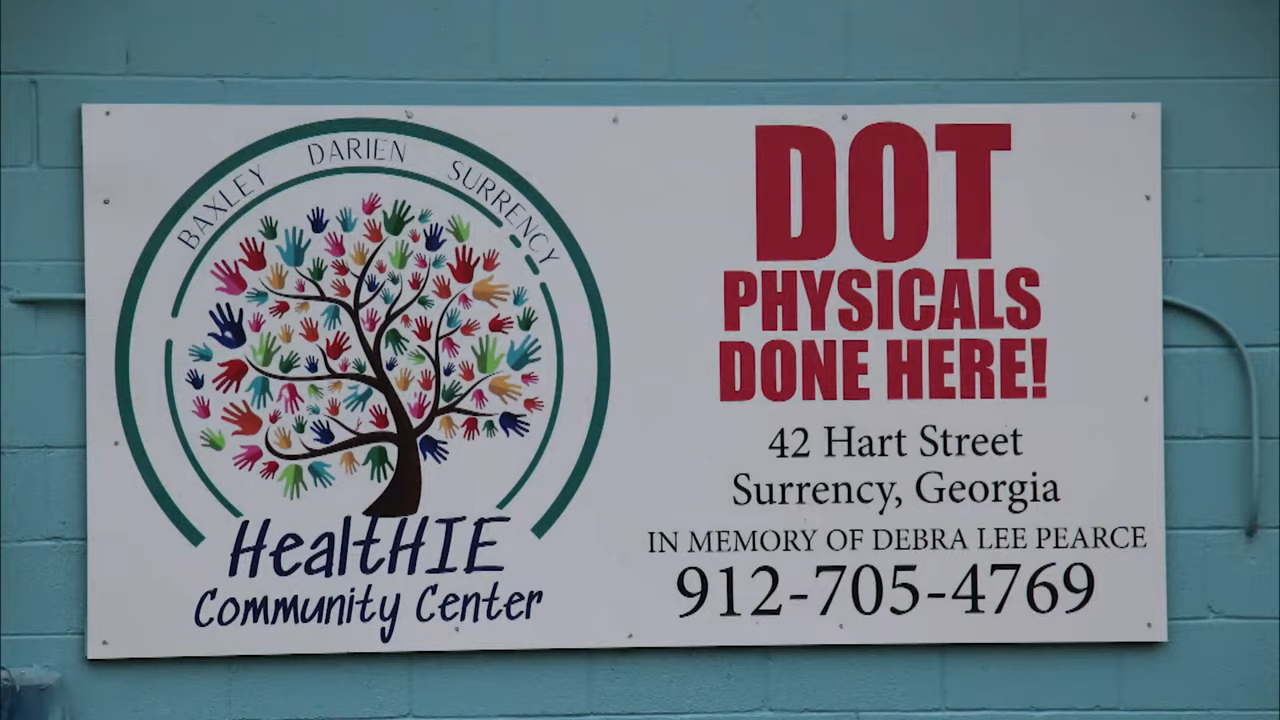 BAXLEY DARIEN SURRENCY
HealtHIE
Community Center
DOT
PHYSICALS
DONE HERE!
42 Hart Street
Surrency, Georgia
IN MEMORY OF DEBRA LEE PEARCE
912-705-4769